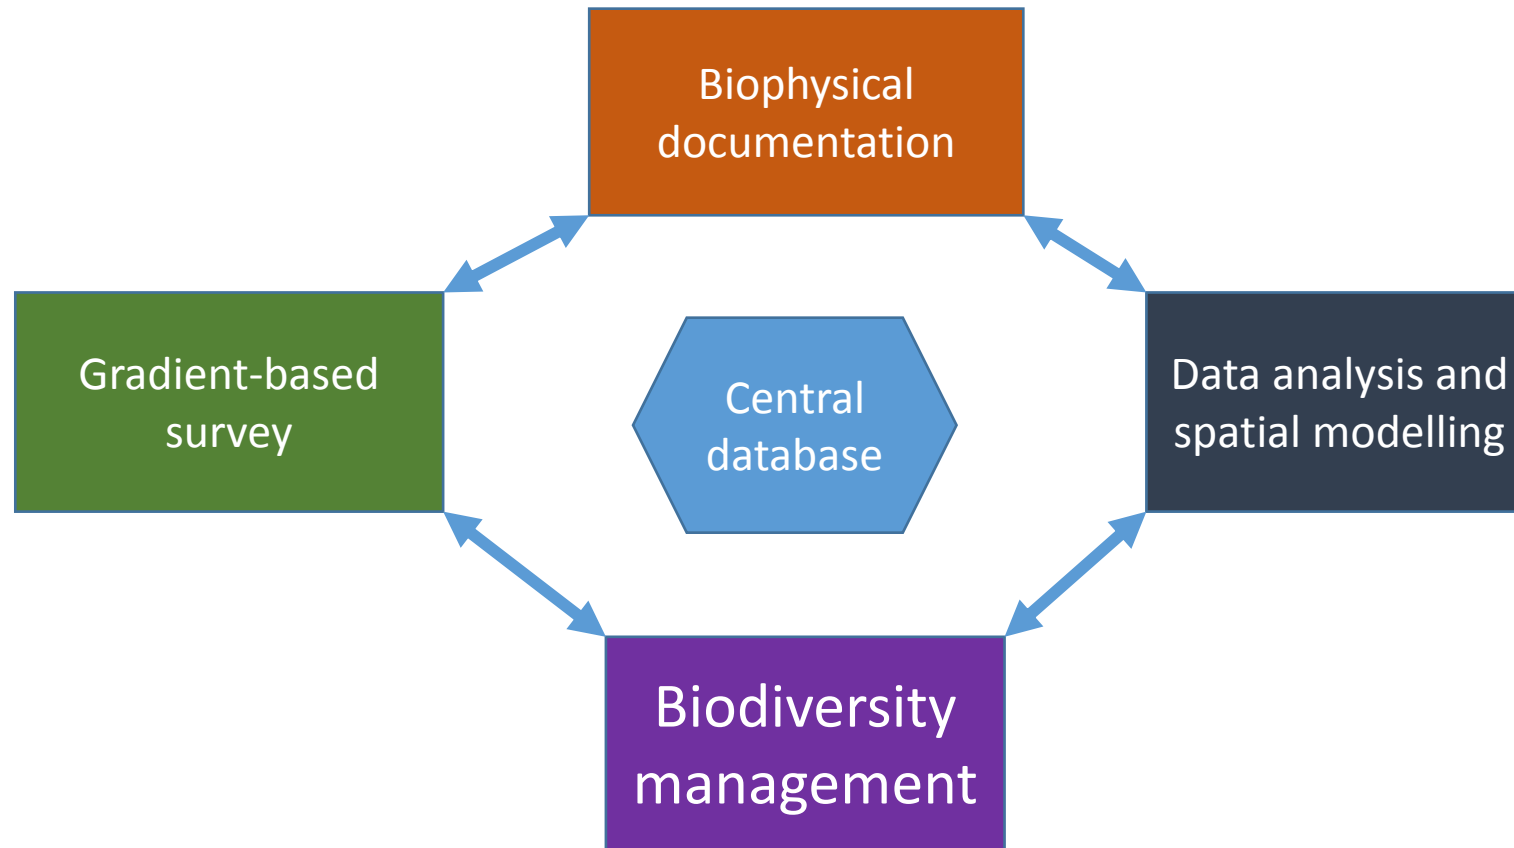 Biophysical
documentation
Gradient-based
survey
Central
database
Data analysis and
spatial modelling
Biodiversity
management